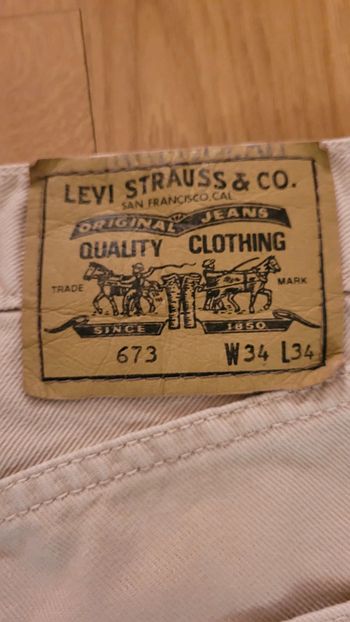 LEVI STRAUSS & CO.
SAN FRANCISCO, CAL
ORIGINAL JEANS
QUALITY CLOTHING
TRADE MARK
SINCE 1850
673 W34 L34